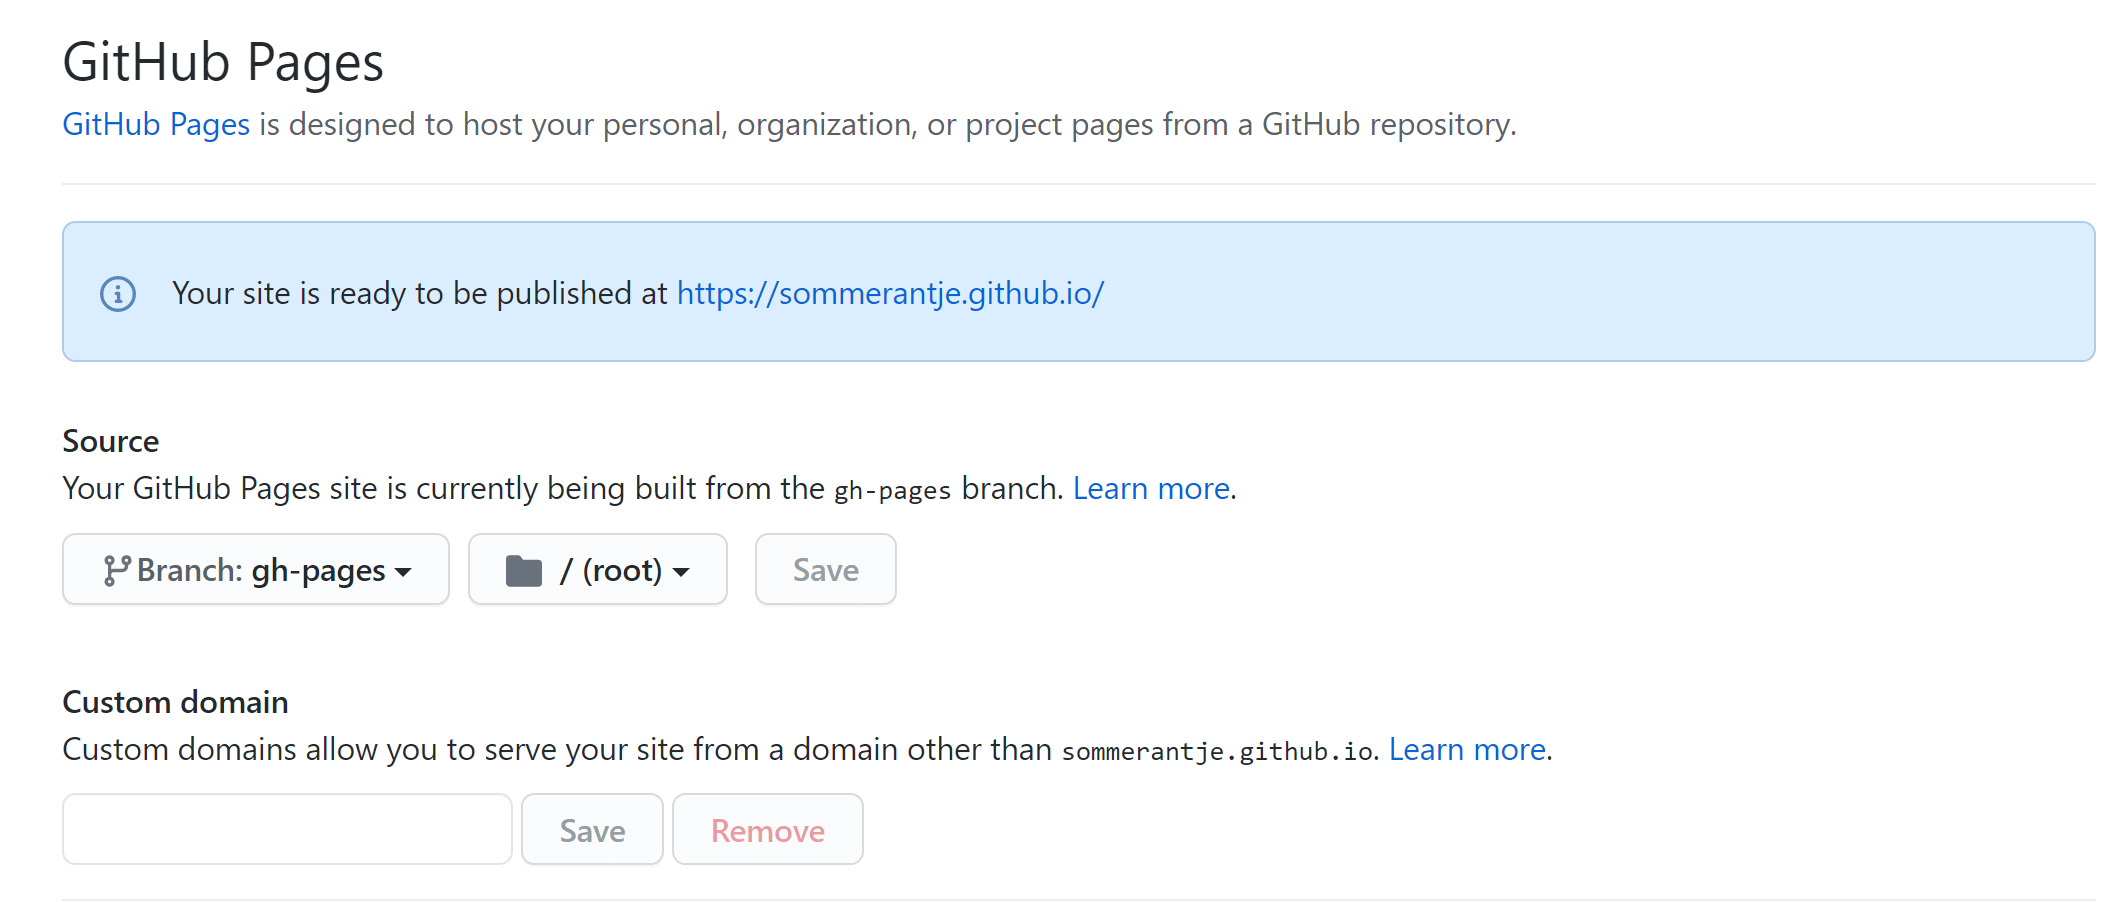 GitHub Pages
GitHub Pages is designed to host your personal, organization, or project pages from a GitHub repository.
Your site is ready to be published at https://sommerantje.github.io/
Source
Your GitHub Pages site is currently being built from the gh-pages branch. Learn more.
Branch: gh-pages / (root) Save
Custom domain
Custom domains allow you to serve your site from a domain other than sommerantje.github.io. Learn more.
Save Remove